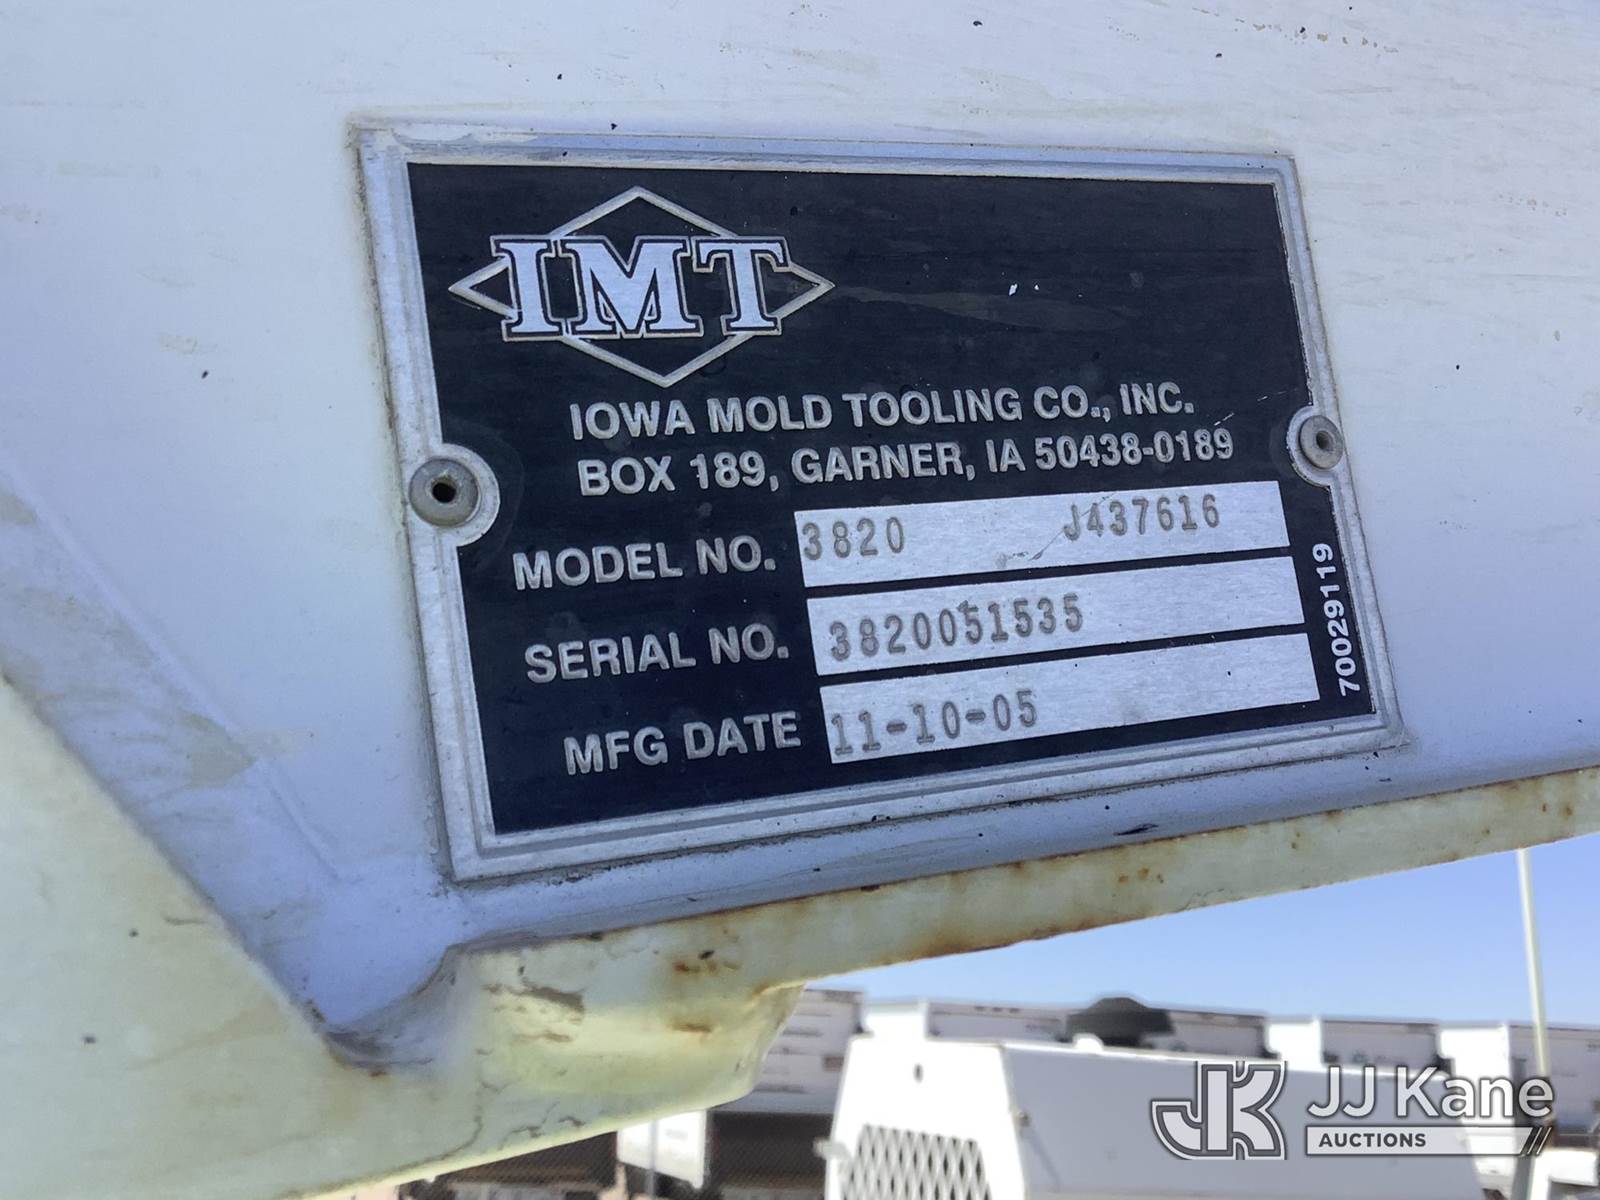 IMT
IOWA MOLD TOOLING CO., INC.
BOX 189, GARNER, IA 50438-0189
MODEL NO. 3820 J437616
SERIAL NO. 3820051535
MFG DATE 11-10-05
70029119
JK JJ Kane
AUCTIONS